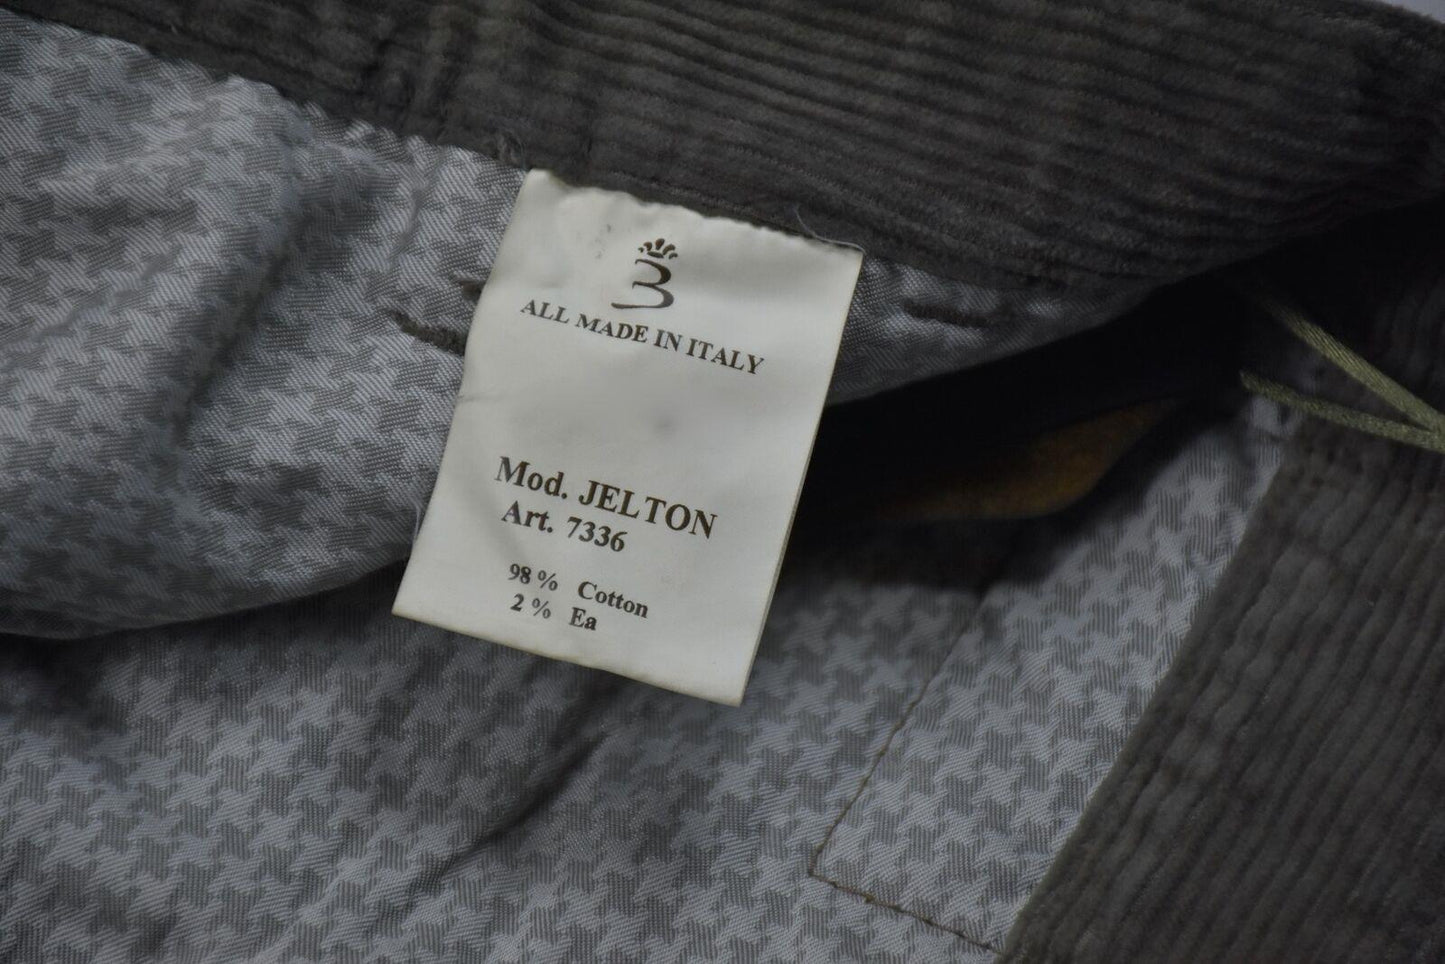 B
ALL MADE IN ITALY
Mod. JELTON
Art. 7336
98 % Cotton
2 % Ea